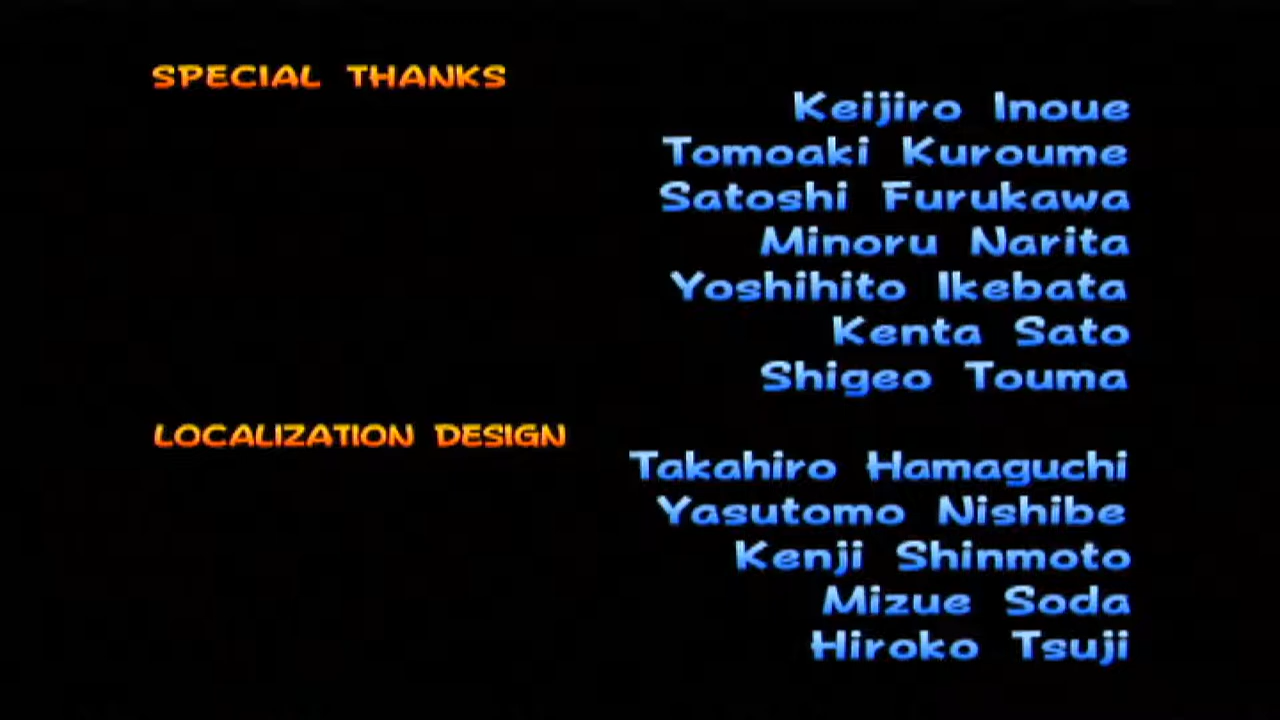 SPECIAL THANKS
Keijiro Inoue
Tomoaki Kuroume
Satoshi Furukawa
Minoru Narita
Yoshihito Ikebata
Kenta Sato
Shigeo Touma
LOCALIZATION DESIGN
Takahiro Hamaguchi
Yasutomo Nishibe
Kenji Shinmoto
Mizue Soda
Hiroko Tsuji